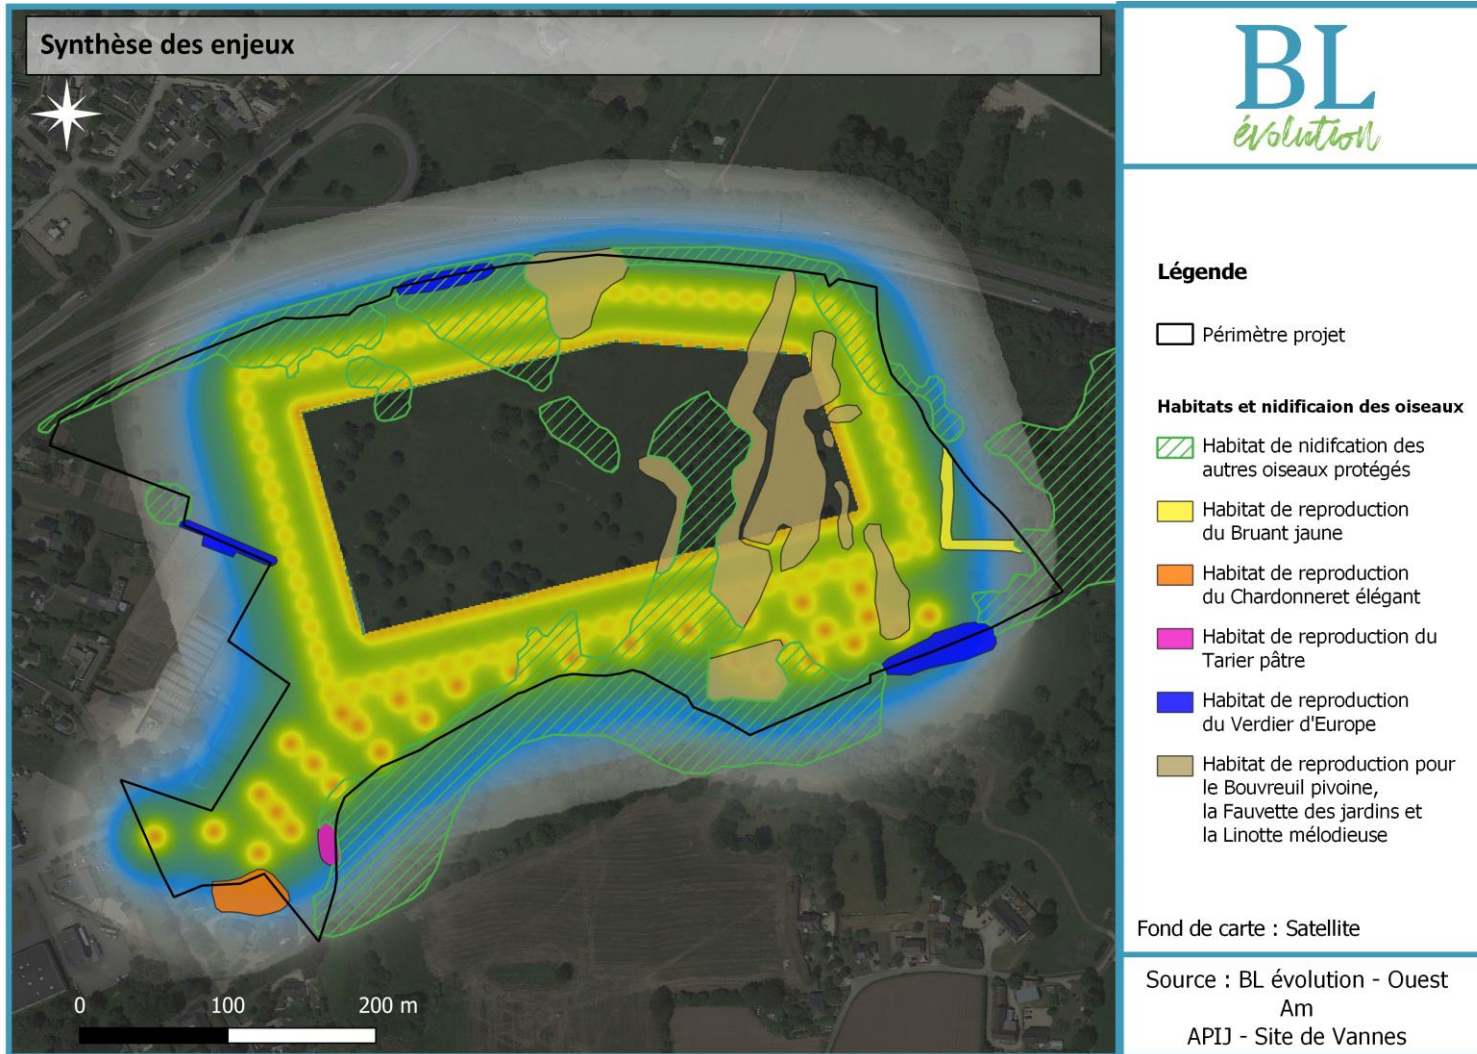 Synthèse des enjeux
0 100 200 m
BL
évolution
Légende
Périmètre projet
Habitats et nidificaion des oiseaux
Habitat de nidifcation des
autres oiseaux protégés
Habitat de reproduction
du Bruant jaune
Habitat de reproduction
du Chardonneret élégant
Habitat de reproduction du
Tarier pâtre
Habitat de reproduction
du Verdier d'Europe
Habitat de reproduction pour
le Bouvreuil pivoine,
la Fauvette des jardins et
la Linotte mélodieuse
Fond de carte : Satellite
Source : BL évolution - Ouest
Am
APIJ - Site de Vannes